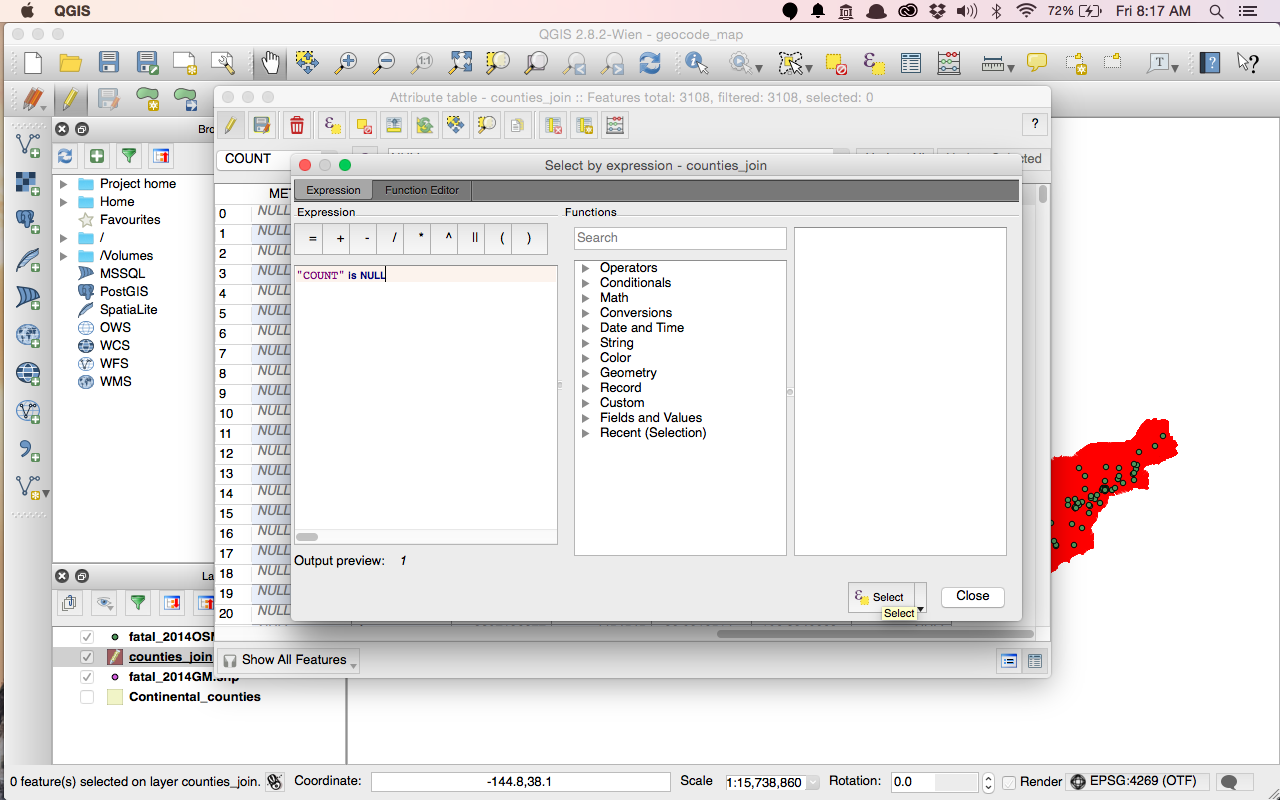 QGIS
72%
Fri 8:17 AM
QGIS 2.8.2-Wien - geocode_map
Attribute table - counties_join :: Features total: 3108, filtered: 3108, selected: 0
?
COUNT
Select by expression - counties_join
Expression
Function Editor
Expression
Functions
= + - / * ^ || ( )
Search
"COUNT" is NULL
Operators
Conditionals
Math
Conversions
Date and Time
String
Color
Geometry
Record
Custom
Fields and Values
Recent (Selection)
Output preview: 1
Select
Close
Select
MET
0 NULL
1 NULL
2 NULL
3 NULL
4 NULL
5 NULL
6 NULL
7 NULL
8 NULL
9 NULL
10 NULL
11 NULL
12 NULL
13 NULL
14 NULL
15 NULL
16 NULL
17 NULL
18 NULL
19 NULL
20 NULL
Show All Features
Bro
Project home
Home
Favourites
/
/Volumes
MSSQL
PostGIS
SpatiaLite
OWS
WCS
WFS
WMS
La
fatal_2014OSM
counties_join
fatal_2014GM.shp
Continental_counties
0 feature(s) selected on layer counties_join.
Coordinate:
-144.8,38.1
Scale
1:15,738,860
Rotation:
0.0
Render
EPSG:4269 (OTF)